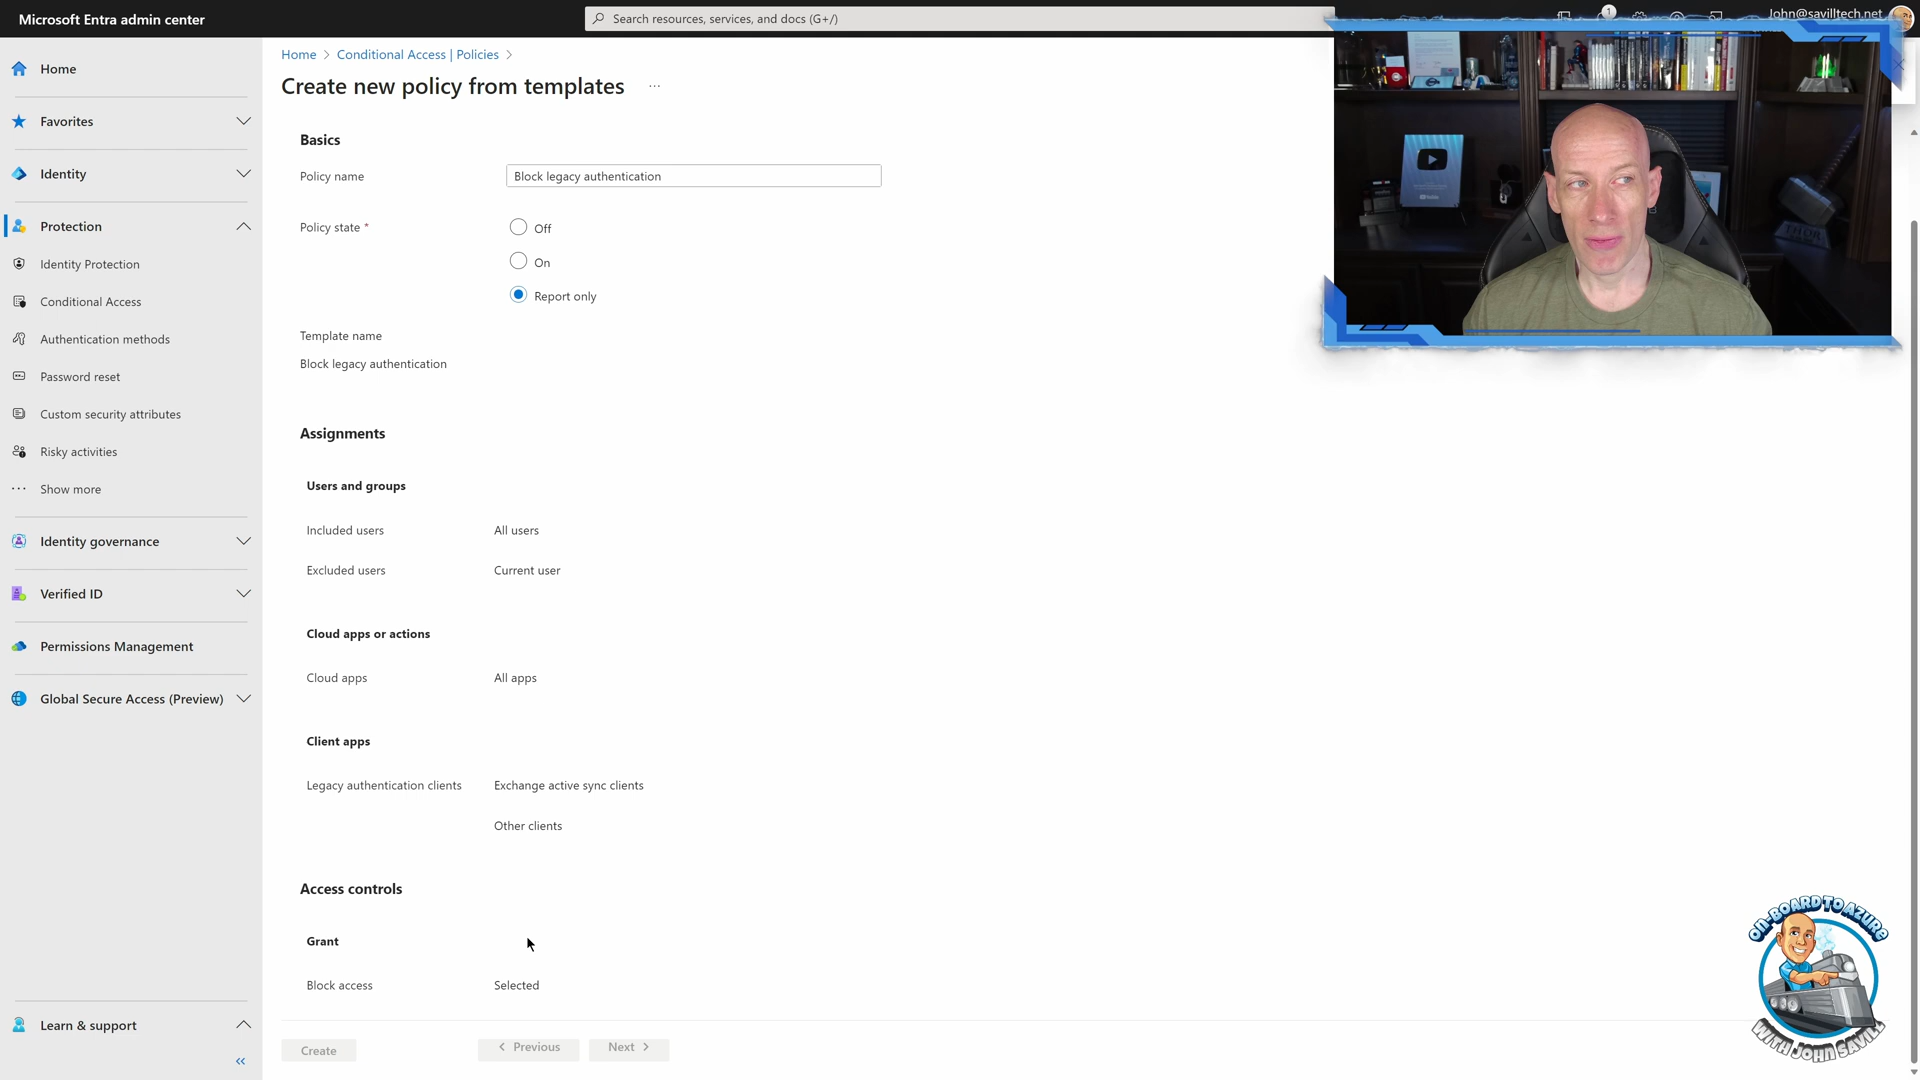 Microsoft Entra admin center
Search resources, services, and docs (G+/)
1
John@savilltech.net
Home
Favorites
Identity
Protection
Identity Protection
Conditional Access
Authentication methods
Password reset
Custom security attributes
Risky activities
Show more
Identity governance
Verified ID
Permissions Management
Global Secure Access (Preview)
Learn & support
Home > Conditional Access | Policies >
Create new policy from templates ...
Basics
Policy name Block legacy authentication
Policy state *
Off
On
Report only
Template name
Block legacy authentication
Assignments
Users and groups
Included users All users
Excluded users Current user
Cloud apps or actions
Cloud apps All apps
Client apps
Legacy authentication clients Exchange active sync clients
Other clients
Access controls
Grant
Block access Selected
Create
Previous
Next
THOR
ON-BOARD TO AZURE
WITH JOHN SAVILL